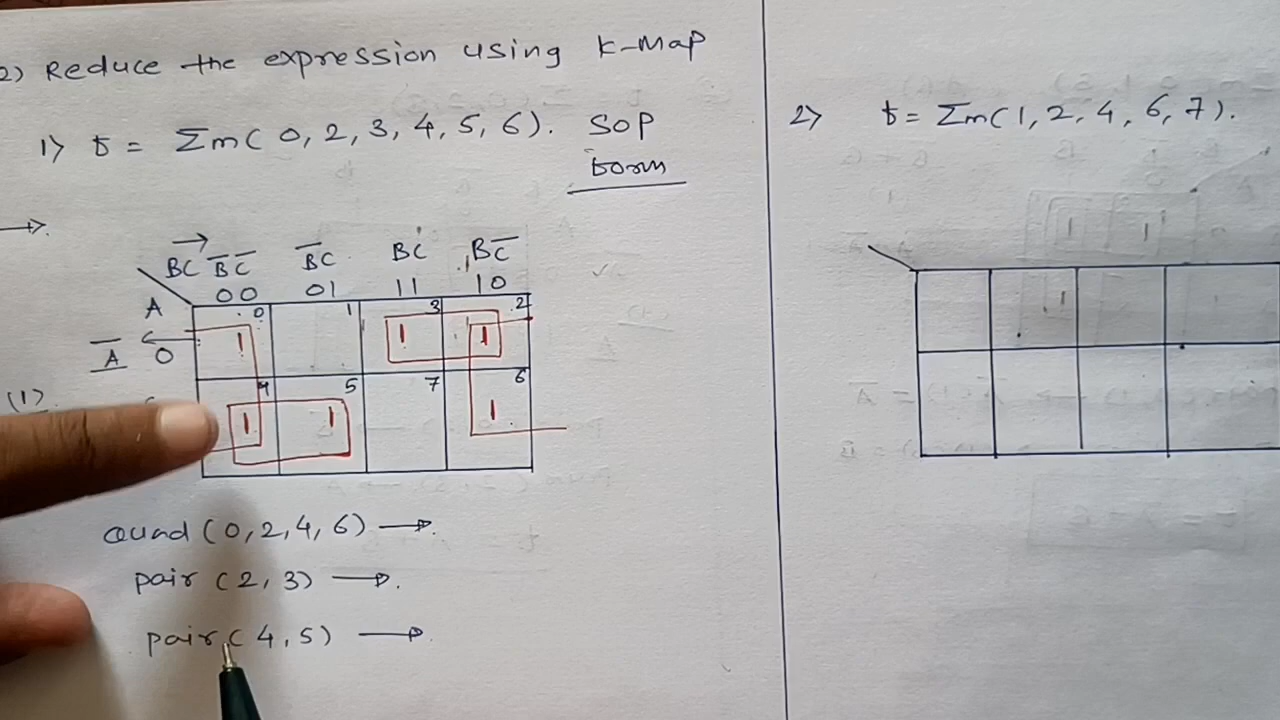 2) Reduce the expression using K-Map
1) f = Σm( 0, 2, 3, 4, 5, 6). SOP
form
→.
BC B̅C̅ B̅C BC BC̅
A 00 01 11 10
0 1 3 2
A̅ 0 1 1 1
(1)
4 5 7 6
1 1 1
Quad (0,2,4,6) →.
pair (2,3) →.
pair (4,5) →.
2) f = Σm(1, 2, 4, 6, 7).